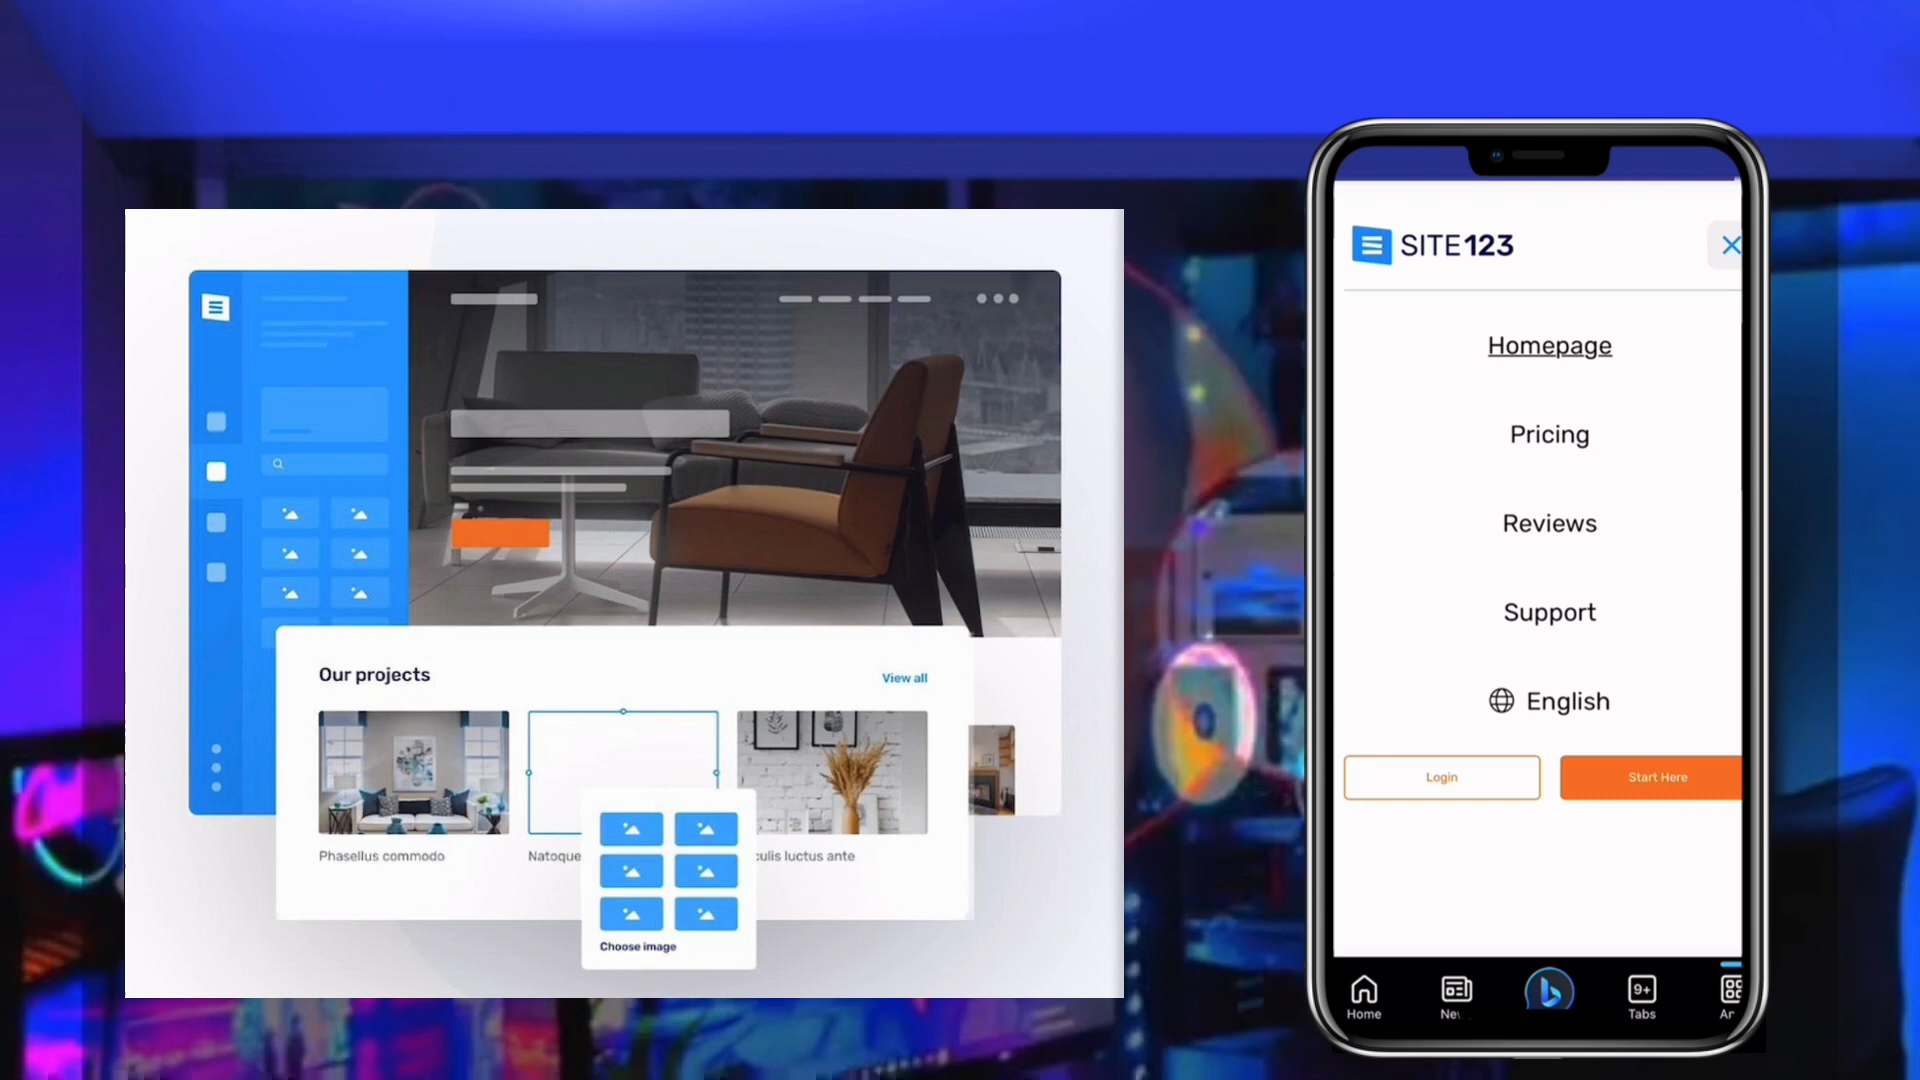 Our projects
View all
Phasellus commodo
Natoque
culis luctus ante
Choose image
SITE123
Homepage
Pricing
Reviews
Support
English
Login
Start Here
Home
Tabs
9+